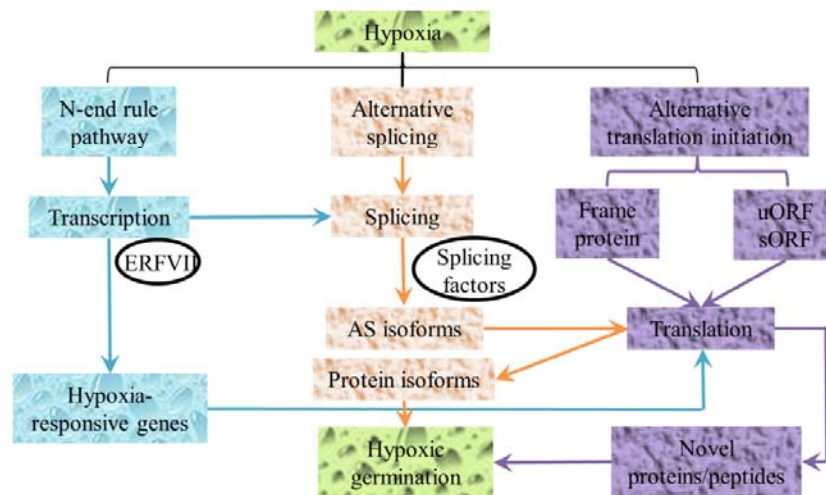 Hypoxia
N-end rule
pathway
Alternative
splicing
Alternative
translation initiation
Transcription
Splicing
Frame
protein
uORF
sORF
ERFVII
Splicing
factors
AS isoforms
Translation
Protein isoforms
Hypoxia-
responsive genes
Hypoxic
germination
Novel
proteins/peptides